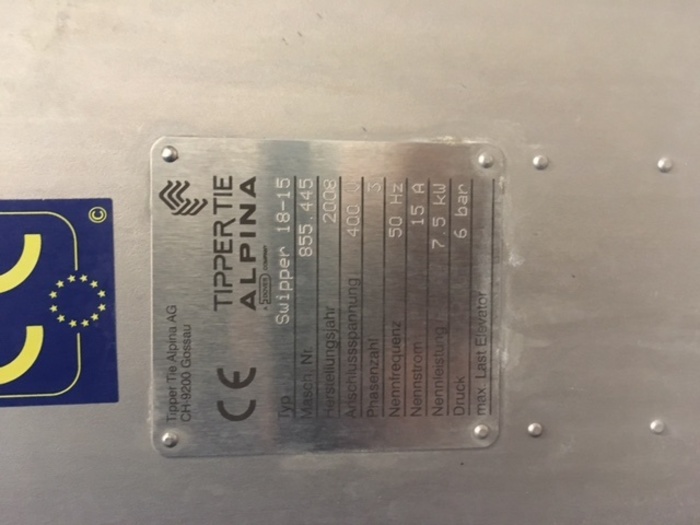 Tipper Tie Alpina AG
CH-9200 Gossau
CE
TIPPER TIE
ALPINA
A DOVER COMPANY
Typ Swipper 18-15
Masch. Nr. 855.445
Herstellungsjahr 2008
Anschlussspannung 400 V
Phasenzahl 3
Nennfrequenz 50 Hz
Nennstrom 15 A
Nennleistung 7.5 kW
Druck 6 bar
max. Last Elevator
©